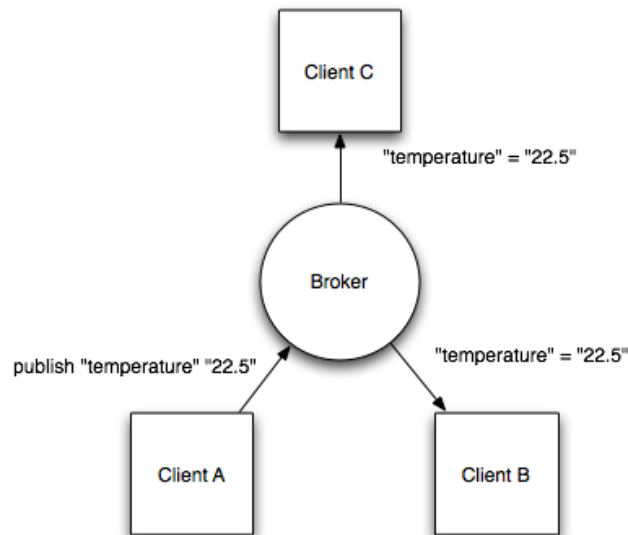 Client C
"temperature" = "22.5"
Broker
publish "temperature" "22.5"
"temperature" = "22.5"
Client A
Client B